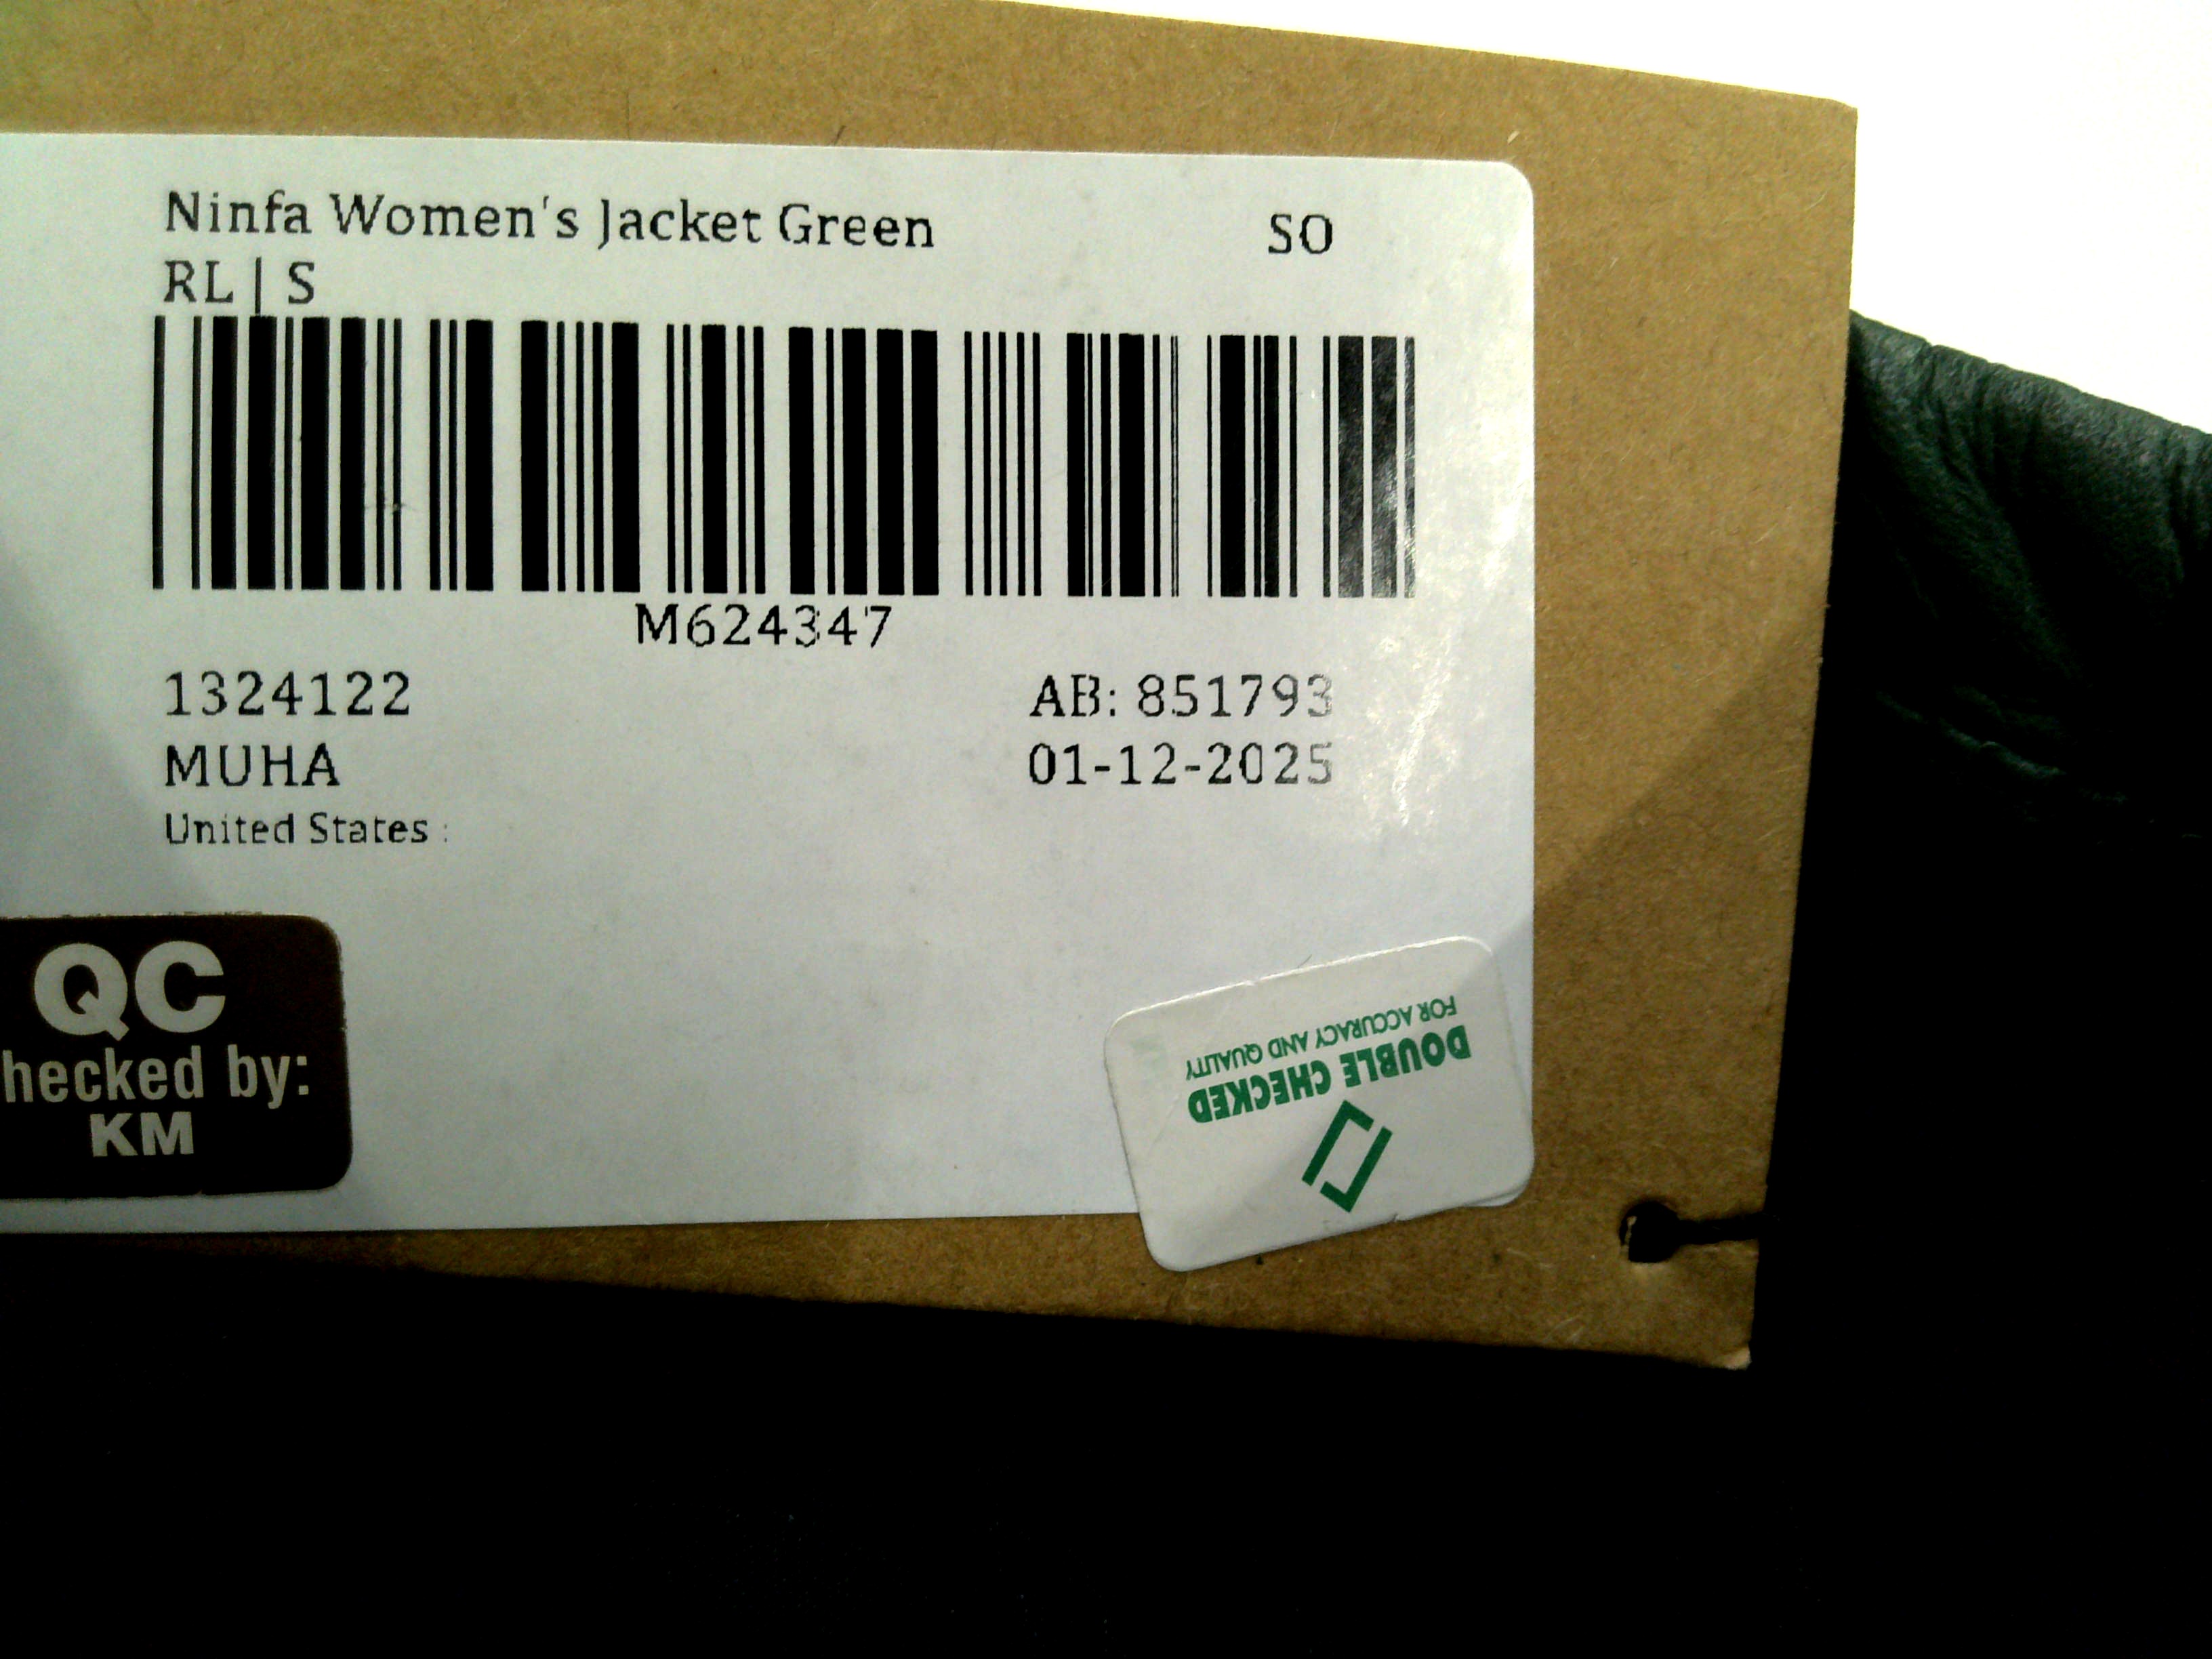 Ninfa Women's Jacket Green
SO
RL | S
M624347
1324122
AB: 851793
MUHA
01-12-2025
United States :
QC
hecked by:
KM
DOUBLE CHECKED
FOR ACCURACY AND QUALITY